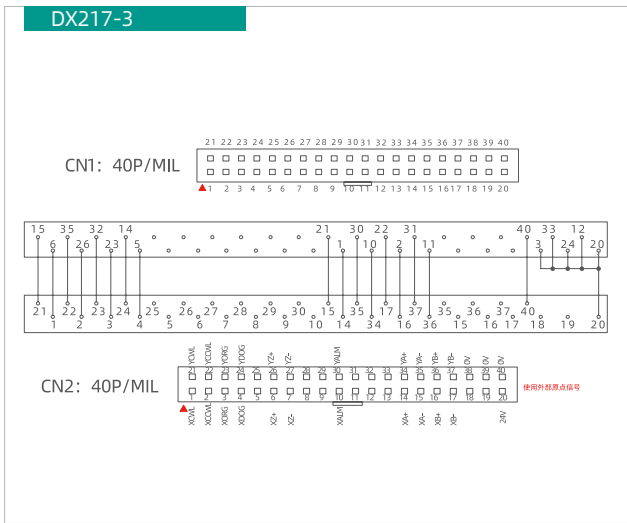 DX217-3
21 22 23 24 25 26 27 28 29 30 31 32 33 34 35 36 37 38 39 40
CN1: 40P/MIL
1 2 3 4 5 6 7 8 9 10 11 12 13 14 15 16 17 18 19 20
15 35 32 14 21 30 22 31 40 33 12
6 26 23 5 1 10 2 11 3 24 20
21 22 23 24 25 26 27 28 29 30 15 35 17 16 37 35 36 37 40
1 2 3 4 5 6 7 8 9 10 14 34 16 36 15 16 17 18 19 20
YCWL YCCWL YORG YDOG YZ+ YZ- YALM YA+ YA- YB+ YB- 0V 0V 0V
21 22 23 24 25 26 27 28 29 30 31 32 33 34 35 36 37 38 39 40
CN2: 40P/MIL
使用外部原点信号
1 2 3 4 5 6 7 8 9 10 11 12 13 14 15 16 17 18 19 20
XCWL XCCWL XORG XDOG XZ+ XZ- XALM XA+ XA- XB+ XB- 24V